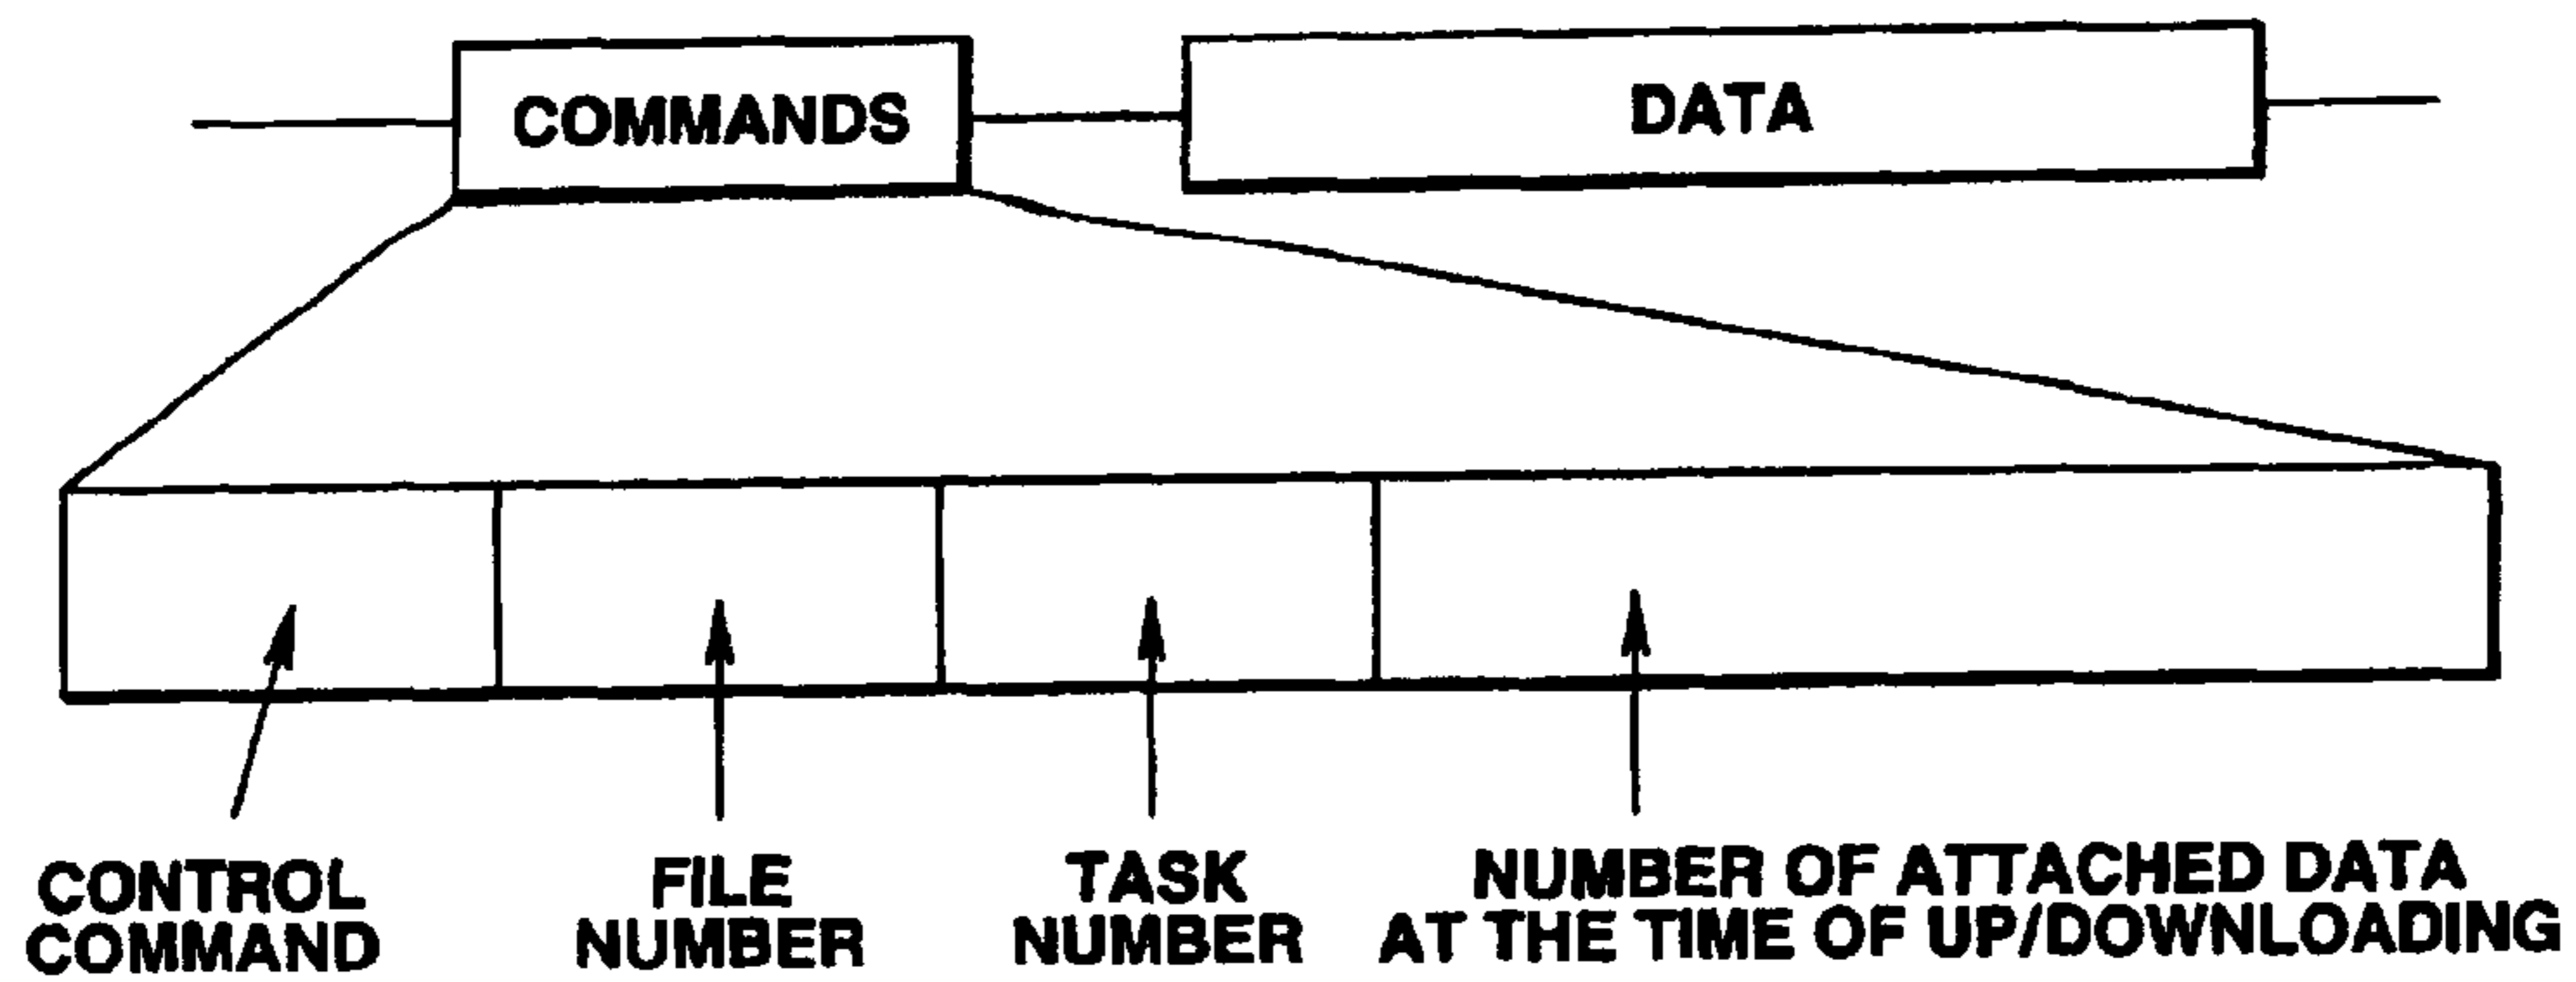 COMMANDS
DATA
CONTROL
COMMAND
FILE
NUMBER
TASK
NUMBER
NUMBER OF ATTACHED DATA
AT THE TIME OF UP/DOWNLOADING